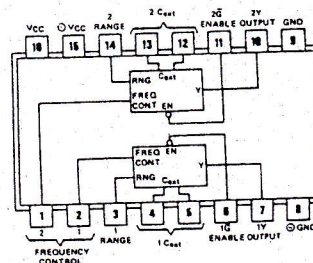 2 2 Cext 2G̅ 2Y
VCC ⊖VCC RANGE ENABLE OUTPUT GND
16 15 14 13 12 11 10 9
RNG Cext
FREQ CONT EN Y
FREQ EN
CONT Y
RNG Cext
1 2 3 4 5 6 7 8
2 1 1 1 Cext 1G̅ 1Y ⊖GND
FREQUENCY RANGE ENABLE OUTPUT
CONTROL